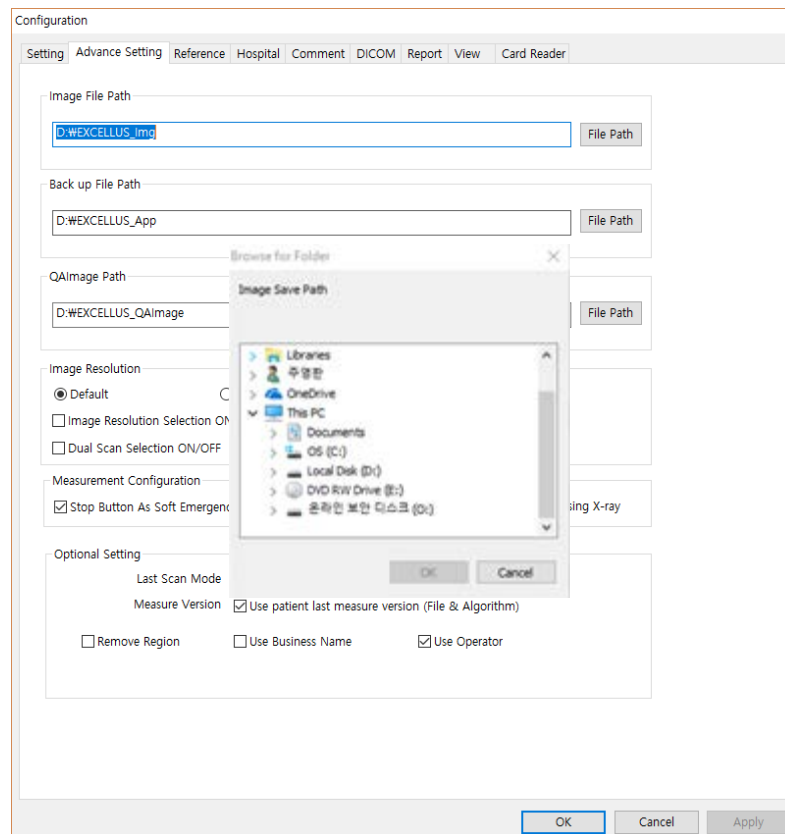 Configuration
Setting Advance Setting Reference Hospital Comment DICOM Report View Card Reader
Image File Path
D:₩EXCELLUS_Img File Path
Back up File Path
D:₩EXCELLUS_App File Path
Browse for Folder
Image Save Path
QAImage Path
D:₩EXCELLUS_QAImage File Path
Libraries
주영판
OneDrive
This PC
Documents
OS (C:)
Local Disk (D:)
DVD RW Drive (E:)
온라인 보안 디스크 (O:)
OK Cancel
Image Resolution
Default
Image Resolution Selection ON
Dual Scan Selection ON/OFF
Measurement Configuration
Stop Button As Soft Emergenc sing X-ray
Optional Setting
Last Scan Mode
Measure Version Use patient last measure version (File & Algorithm)
Remove Region Use Business Name Use Operator
OK Cancel Apply